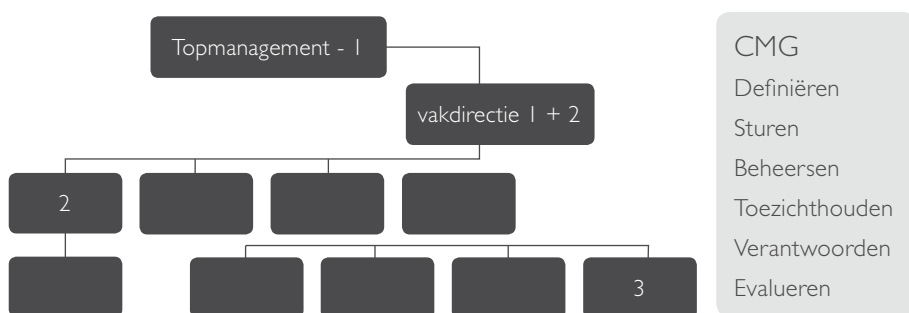 Topmanagement - 1
vakdirectie 1 + 2
2
3
CMG
Definiëren
Sturen
Beheersen
Toezichthouden
Verantwoorden
Evalueren